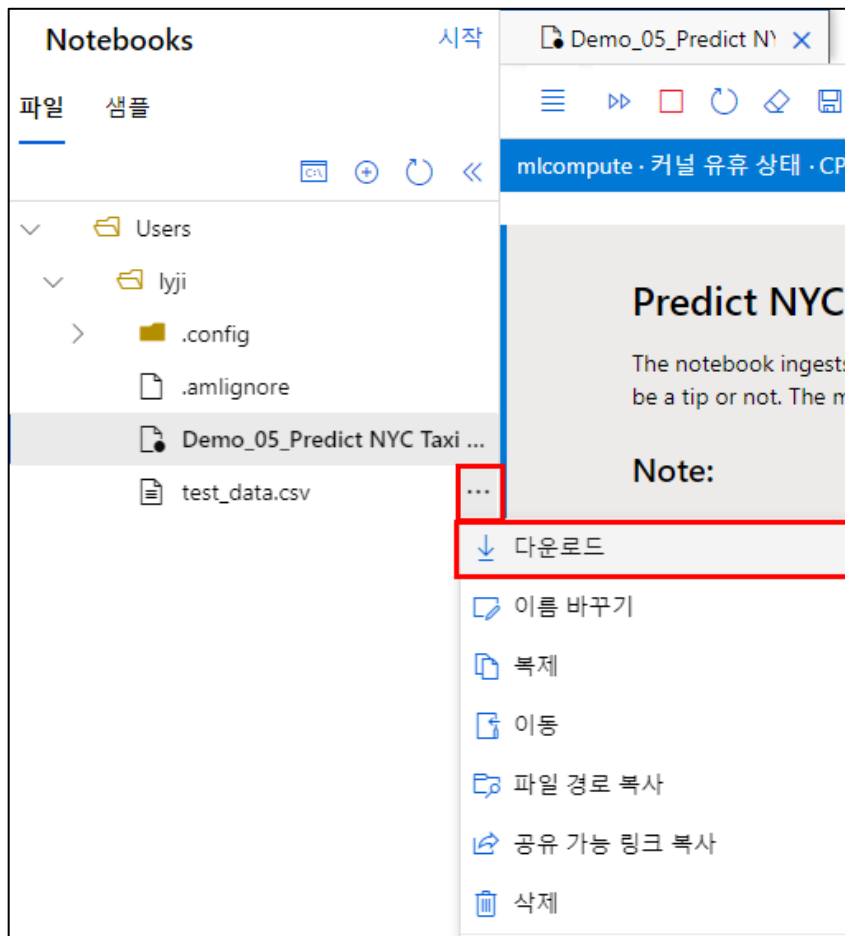 Notebooks
시작
파일
샘플
Users
lyji
.config
.amlignore
Demo_05_Predict NYC Taxi ...
test_data.csv
...
다운로드
이름 바꾸기
복제
이동
파일 경로 복사
공유 가능 링크 복사
삭제
Demo_05_Predict NY
mlcompute · 커널 유휴 상태 · CP
Predict NYC
The notebook ingests
be a tip or not. The m
Note: